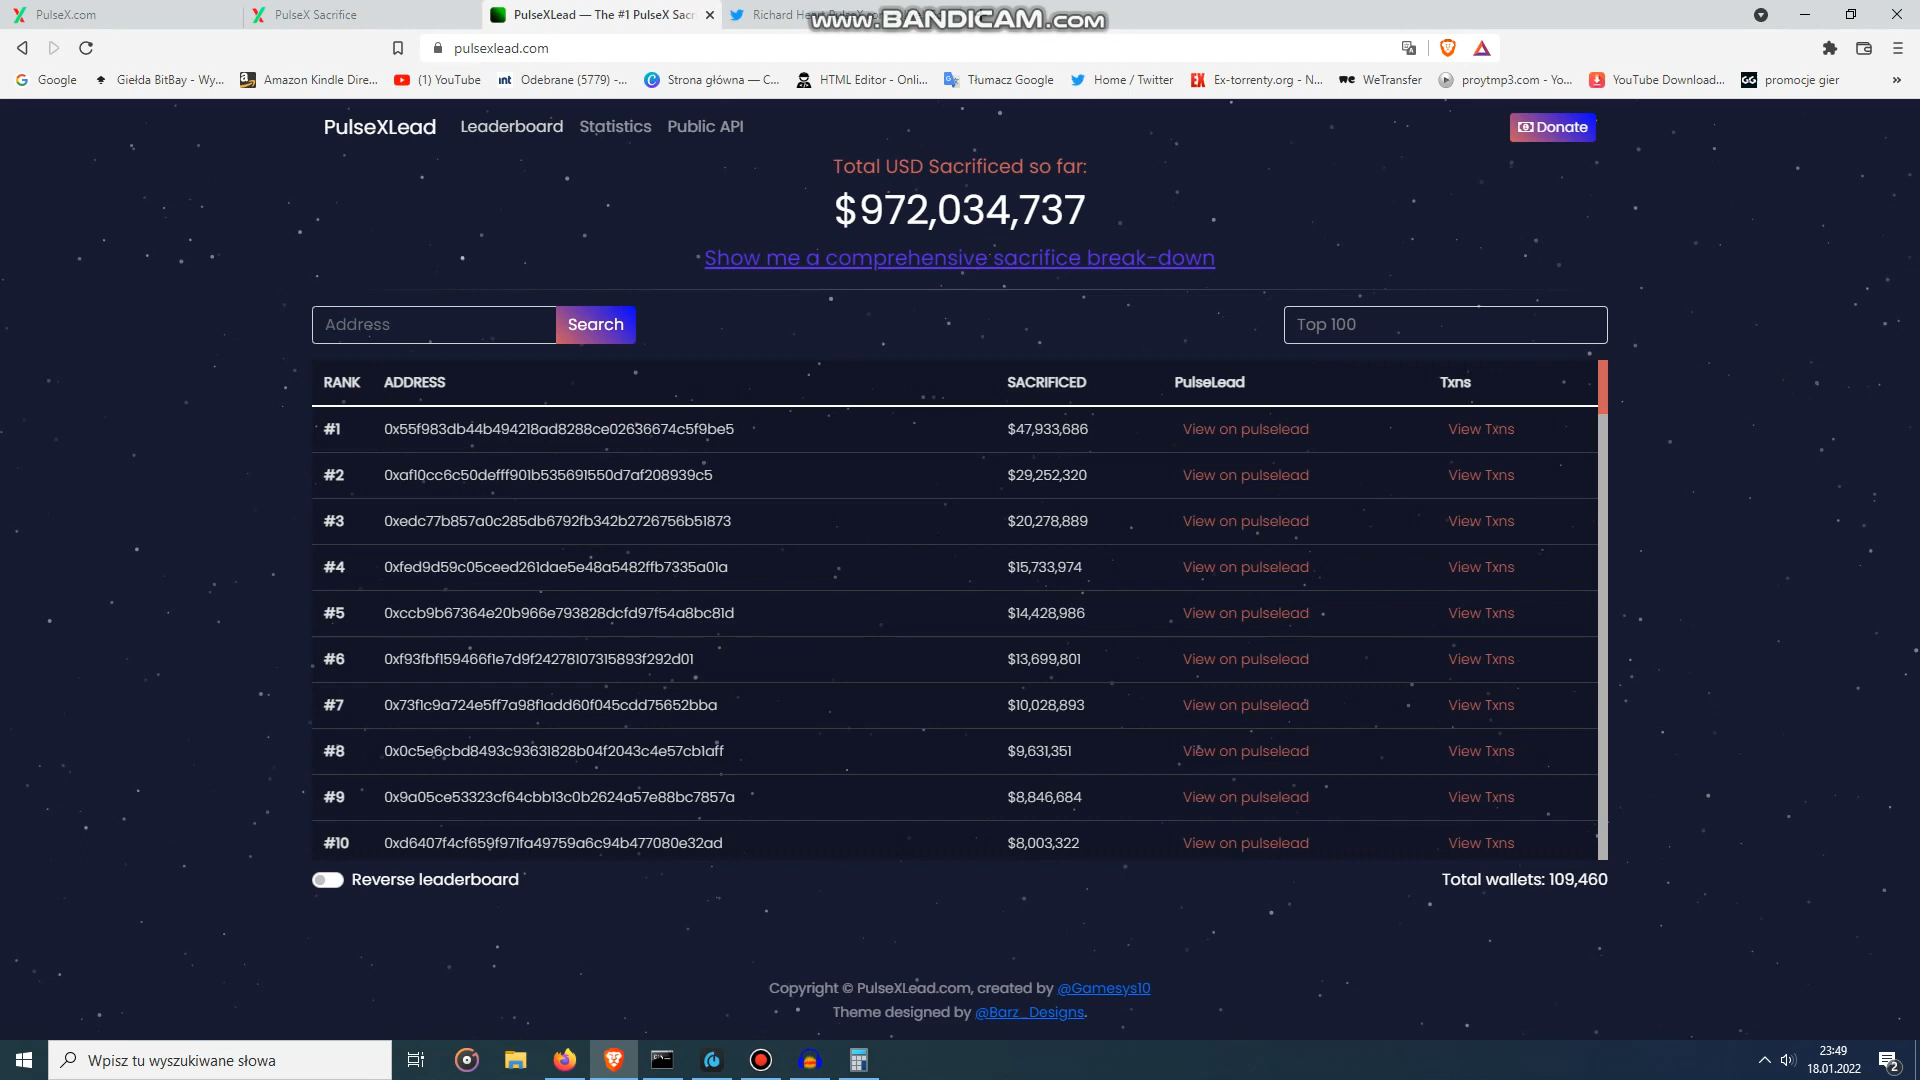 PulseX.com
PulseX Sacrifice
PulseXLead — The #1 PulseX Sacr
www.BANDICAM.com
pulsexlead.com
Google
Giełda BitBay - Wy...
Amazon Kindle Dire...
(1) YouTube
int Odebrane (5779) -...
Strona główna — C...
HTML Editor - Onli...
Tłumacz Google
Home / Twitter
Ex-torrenty.org - N...
we WeTransfer
proytmp3.com - Yo...
YouTube Download...
GG promocje gier
»
PulseXLead
Leaderboard
Statistics
Public API
Donate
Total USD Sacrificed so far:
$972,034,737
Show me a comprehensive sacrifice break-down
Address
Search
Top 100
RANK ADDRESS SACRIFICED PulseLead Txns
#1 0x55f983db44b494218ad8288ce02636674c5f9be5 $47,933,686 View on pulselead View Txns
#2 0xaf10cc6c50defff901b535691550d7af208939c5 $29,252,320 View on pulselead View Txns
#3 0xedc77b857a0c285db6792fb342b2726756b51873 $20,278,889 View on pulselead View Txns
#4 0xfed9d59c05ceed261dae5e48a5482ffb7335a01a $15,733,974 View on pulselead View Txns
#5 0xccb9b67364e20b966e793828dcfd97f54a8bc81d $14,428,986 View on pulselead View Txns
#6 0xf93fbf159466f1e7d9f24278107315893f292d01 $13,699,801 View on pulselead View Txns
#7 0x73f1c9a724e5ff7a98f1add60f045cdd75652bba $10,028,893 View on pulselead View Txns
#8 0x0c5e6cbd8493c93631828b04f2043c4e57cb1aff $9,631,351 View on pulselead View Txns
#9 0x9a05ce53323cf64cbb13c0b2624a57e88bc7857a $8,846,684 View on pulselead View Txns
#10 0xd6407f4cf659f971fa49759a6c94b477080e32ad $8,003,322 View on pulselead View Txns
Reverse leaderboard
Total wallets: 109,460
Copyright © PulseXLead.com, created by @Gamesys10
Theme designed by @Barz_Designs.
Wpisz tu wyszukiwane słowa
23:49
18.01.2022
2